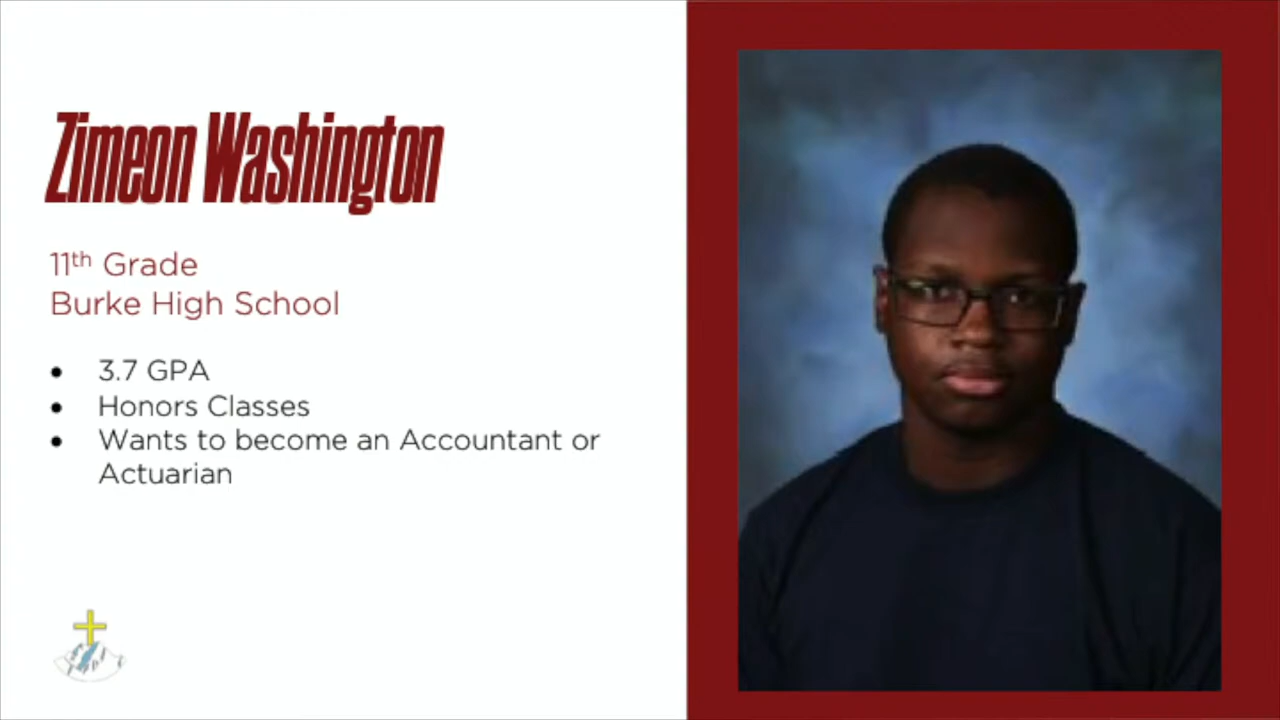 Zimeon Washington
11th Grade
Burke High School
• 3.7 GPA
• Honors Classes
• Wants to become an Accountant or
Actuarian